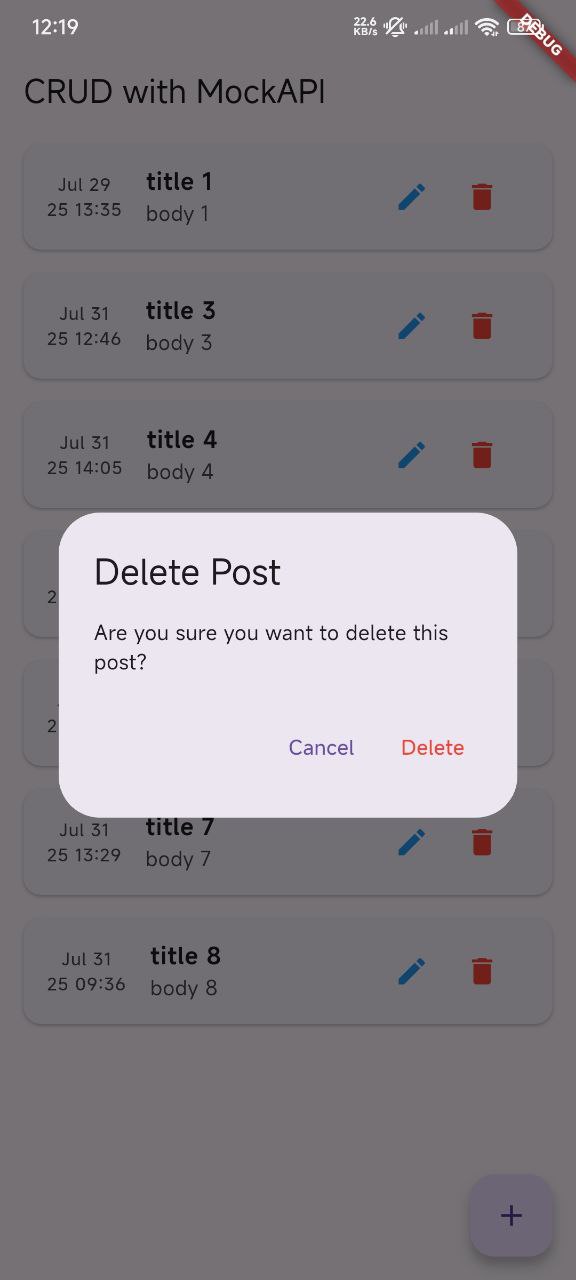 12:19
22.6
KB/s
87
DEBUG
CRUD with MockAPI
Jul 29
25 13:35
title 1
body 1
Jul 31
25 12:46
title 3
body 3
Jul 31
25 14:05
title 4
body 4
2
Delete Post
Are you sure you want to delete this
post?
2
Cancel
Delete
Jul 31
25 13:29
title 7
body 7
Jul 31
25 09:36
title 8
body 8
+